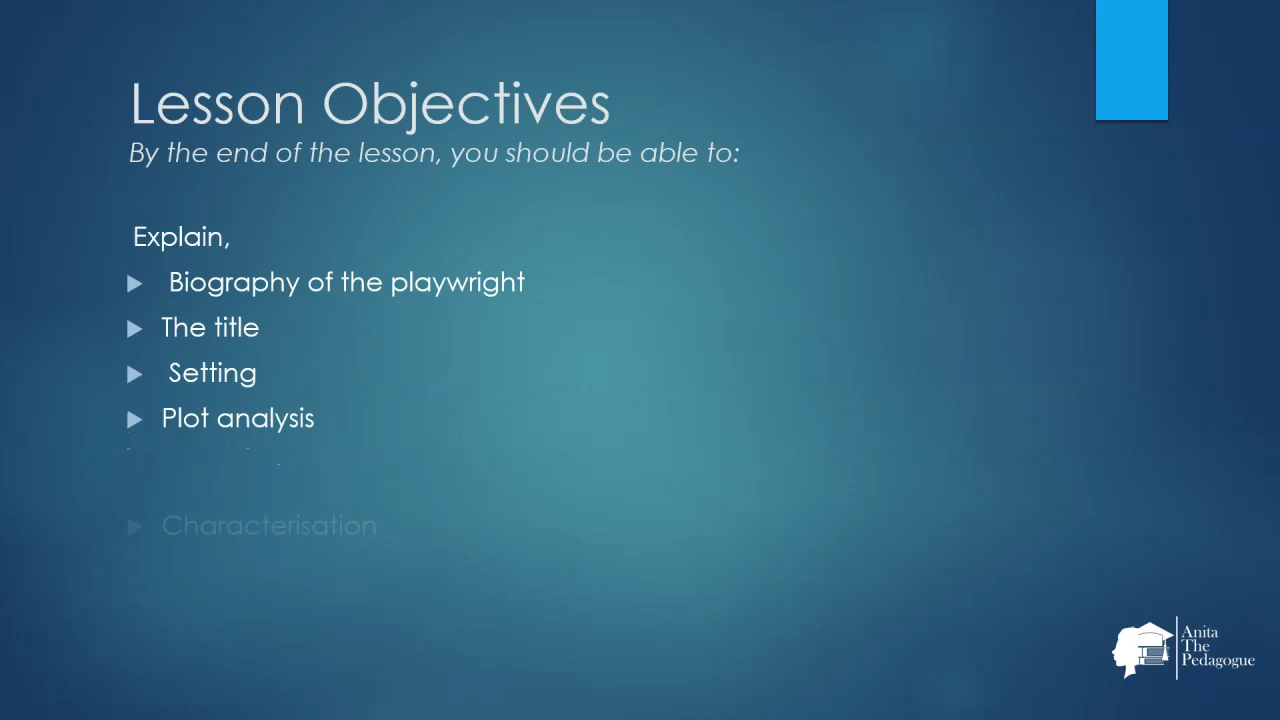 Lesson Objectives
By the end of the lesson, you should be able to:
Explain,
Biography of the playwright
The title
Setting
Plot analysis
Characterisation
Anita
The
Pedagogue